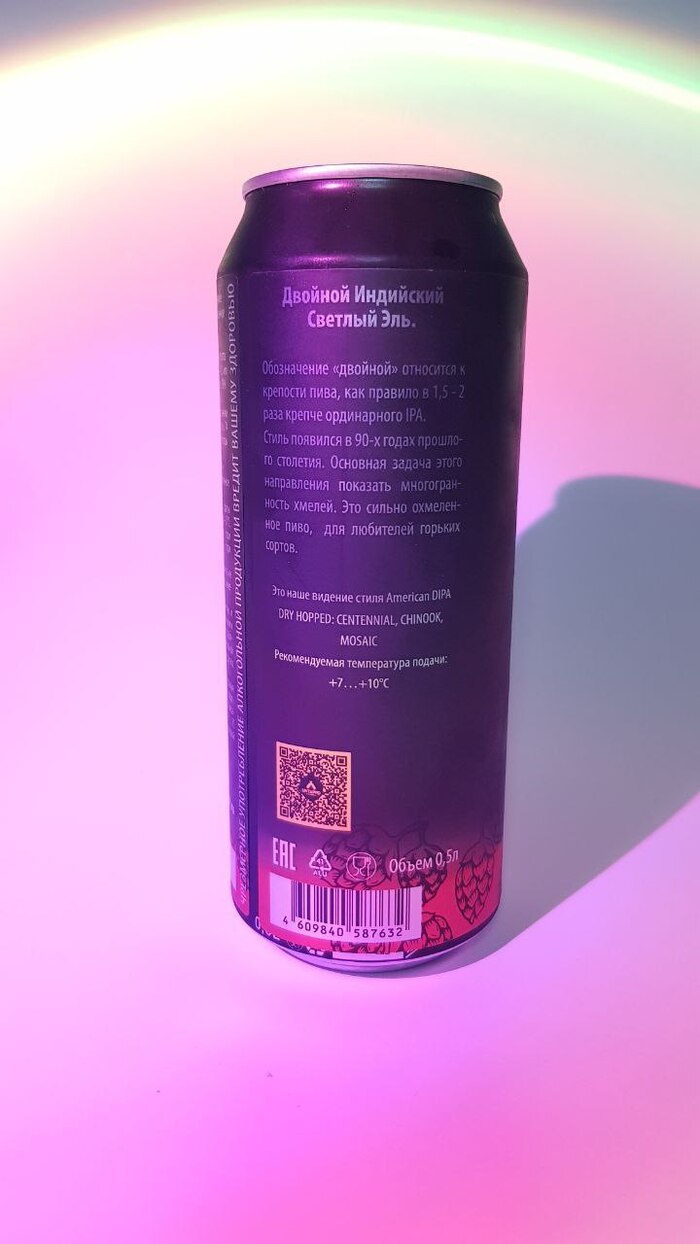 Двойной Индийский
Светлый Эль.
Обозначение «двойной» относится к
крепости пива, как правило в 1,5 - 2
раза крепче ординарного IPA.
Стиль появился в 90-х годах прошло-
го столетия. Основная задача этого
направления показать многогран-
ность хмелей. Это сильно охмелен-
ное пиво, для любителей горьких
сортов.
Это наше видение стиля American DIPA
DRY HOPPED: CENTENNIAL, CHINOOK,
MOSAIC
Рекомендуемая температура подачи:
+7...+10°C
ЧРЕЗМЕРНОЕ УПОТРЕБЛЕНИЕ АЛКОГОЛЬНОЙ ПРОДУКЦИИ ВРЕДИТ ВАШЕМУ ЗДОРОВЬЮ
EAC
41
ALU
Объем 0,5л
4 609840 587632